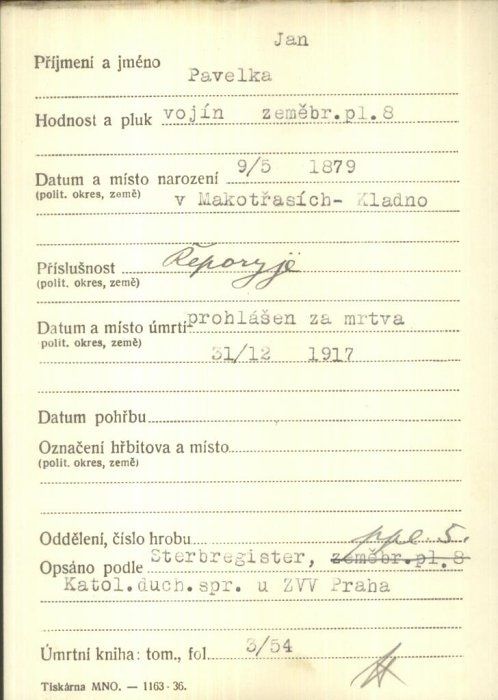 Jan
Příjmení a jméno Pavelka
Hodnost a pluk vojín zeměbr.pl.8
Datum a místo narození 9/5 1879
(polit. okres, země) v Makotřasích- Kladno
Příslušnost Řeporyje
(polit. okres, země)
Datum a místo úmrtí prohlášen za mrtva
(polit. okres, země) 31/12 1917
Datum pohřbu
Označení hřbitova a místo
(polit. okres, země)
Oddělení, číslo hrobu
Opsáno podle Sterbregister, zeměbr.pl.8
Katol.duch.spr. u ZVV Praha
Úmrtní kniha: tom., fol. 3/54
Tiskárna MNO. — 1163-36.